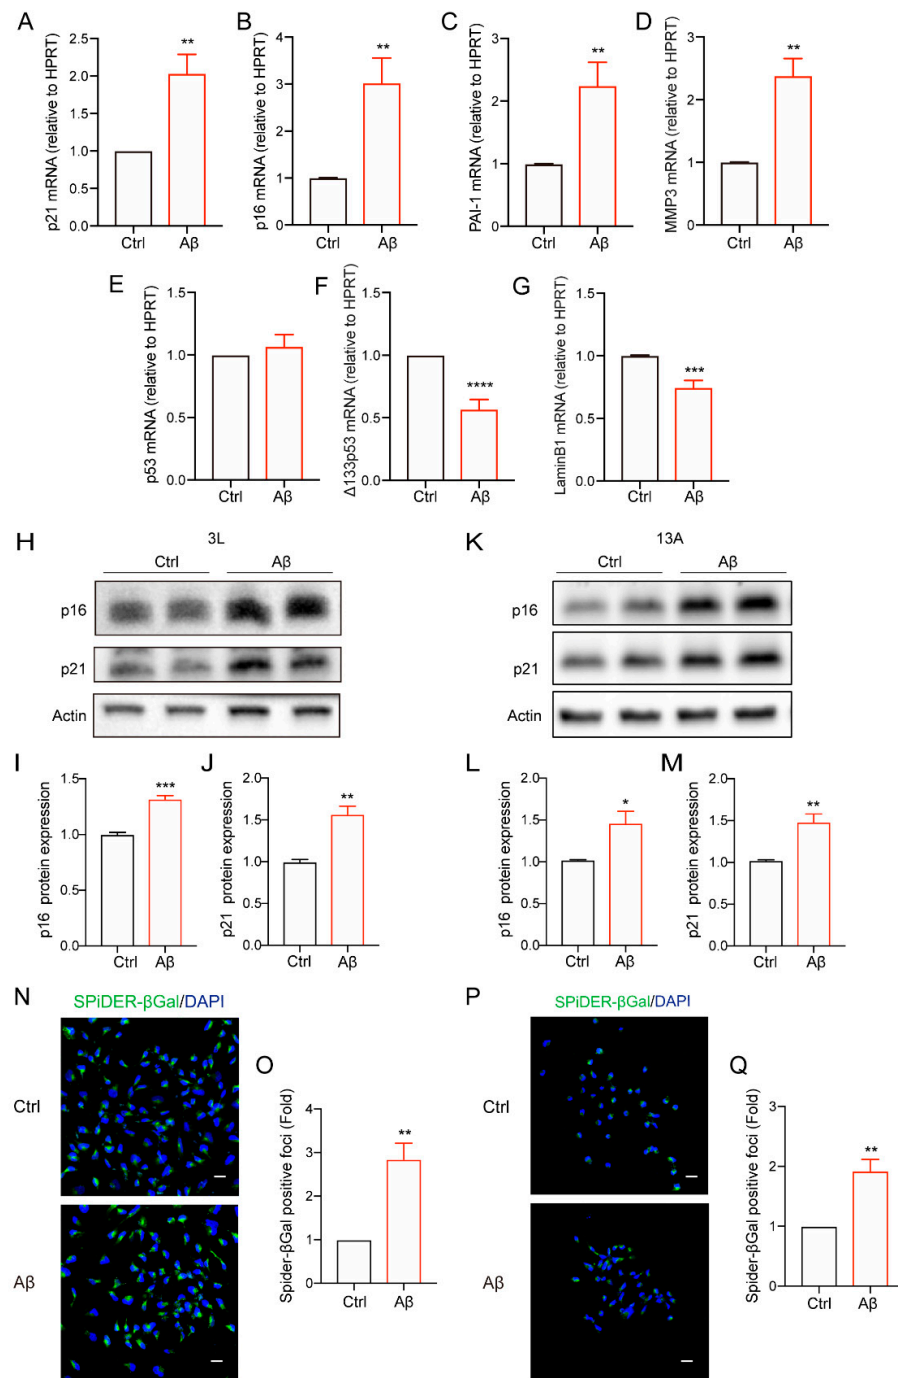 A
p21 mRNA (relative to HPRT)
2.5
2.0
1.5
1.0
0.5
0.0
**
Ctrl
Aβ
B
p16 mRNA (relative to HPRT)
4
3
2
1
0
**
Ctrl
Aβ
C
PAI-1 mRNA (relative to HPRT)
3
2
1
0
**
Ctrl
Aβ
D
MMP3 mRNA (relative to HPRT)
3
2
1
0
**
Ctrl
Aβ
E
p53 mRNA (relative to HPRT)
1.5
1.0
0.5
0.0
Ctrl
Aβ
F
Δ133p53 mRNA (relative to HPRT)
1.5
1.0
0.5
0.0
****
Ctrl
Aβ
G
LaminB1 mRNA (relative to HPRT)
1.5
1.0
0.5
0.0
***
Ctrl
Aβ
H
3L
Ctrl
Aβ
p16
p21
Actin
K
13A
Ctrl
Aβ
p16
p21
Actin
I
p16 protein expression
1.5
1.0
0.5
0.0
***
Ctrl
Aβ
J
p21 protein expression
2.0
1.5
1.0
0.5
0.0
**
Ctrl
Aβ
L
p16 protein expression
2.0
1.5
1.0
0.5
0.0
*
Ctrl
Aβ
M
p21 protein expression
2.0
1.5
1.0
0.5
0.0
**
Ctrl
Aβ
N
SPiDER-βGal/DAPI
Ctrl
Aβ
O
Spider-βGal positive foci (Fold)
4
3
2
1
0
**
Ctrl
Aβ
P
SPiDER-βGal/DAPI
Ctrl
Aβ
Q
Spider-βGal positive foci (Fold)
3
2
1
0
**
Ctrl
Aβ